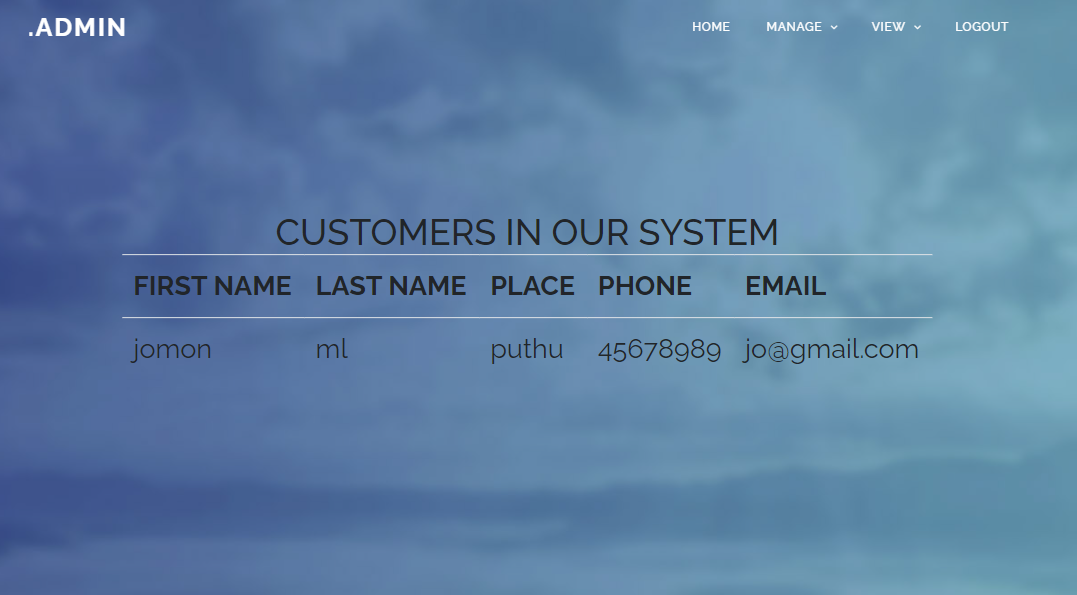 .ADMIN HOME MANAGE VIEW LOGOUT
CUSTOMERS IN OUR SYSTEM
FIRST NAME LAST NAME PLACE PHONE EMAIL
jomon ml puthu 45678989 jo@gmail.com